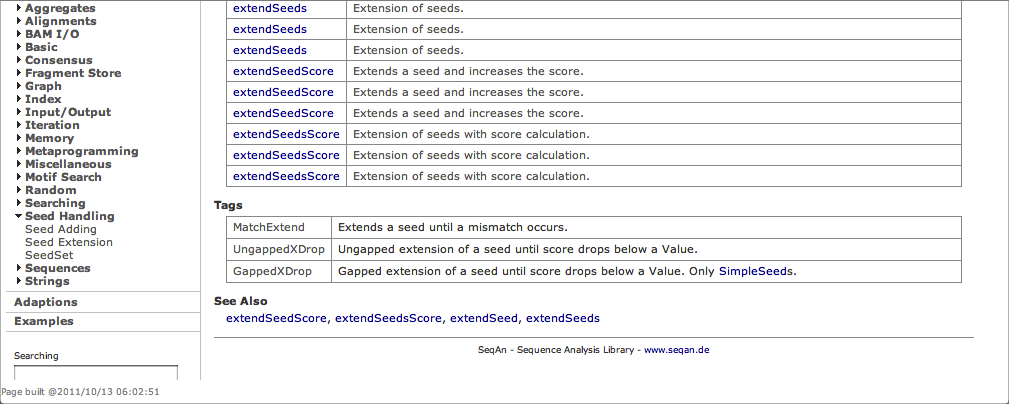 Aggregates
Alignments
BAM I/O
Basic
Consensus
Fragment Store
Graph
Index
Input/Output
Iteration
Memory
Metaprogramming
Miscellaneous
Motif Search
Random
Searching
Seed Handling
Seed Adding
Seed Extension
SeedSet
Sequences
Strings
Adaptions
Examples
Searching
extendSeeds Extension of seeds.
extendSeeds Extension of seeds.
extendSeeds Extension of seeds.
extendSeedScore Extends a seed and increases the score.
extendSeedScore Extends a seed and increases the score.
extendSeedScore Extends a seed and increases the score.
extendSeedsScore Extension of seeds with score calculation.
extendSeedsScore Extension of seeds with score calculation.
extendSeedsScore Extension of seeds with score calculation.
Tags
MatchExtend Extends a seed until a mismatch occurs.
UngappedXDrop Ungapped extension of a seed until score drops below a Value.
GappedXDrop Gapped extension of a seed until score drops below a Value. Only SimpleSeeds.
See Also
extendSeedScore, extendSeedsScore, extendSeed, extendSeeds
SeqAn - Sequence Analysis Library - www.seqan.de
Page built @2011/10/13 06:02:51